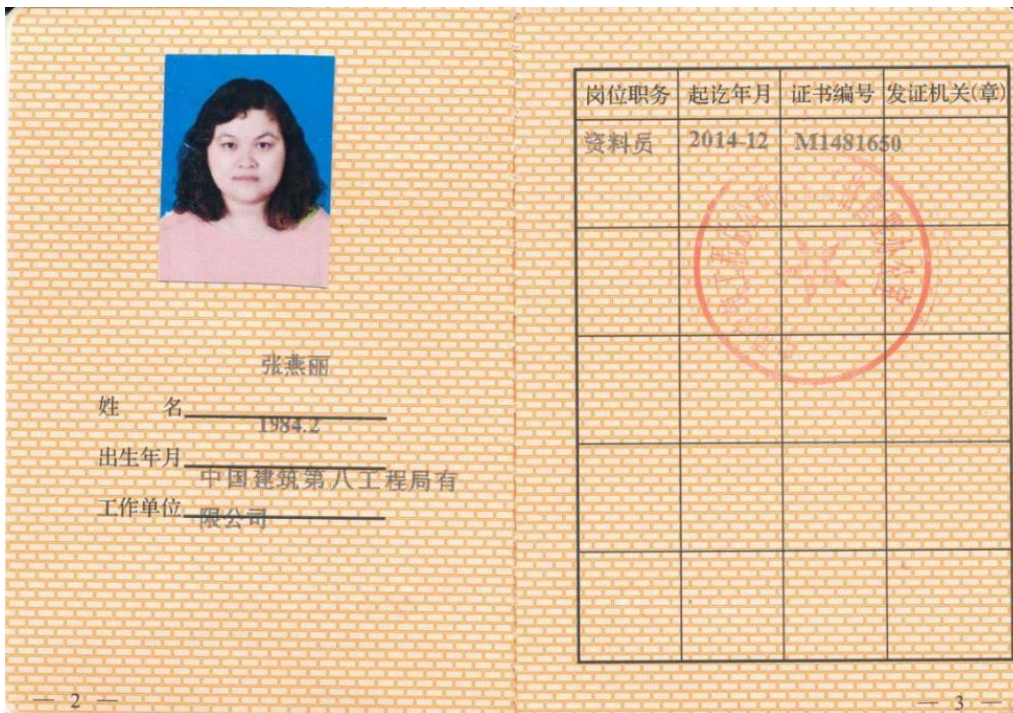 张燕丽
姓 名
1984.2
出生年月
中国建筑第八工程局有
工作单位
限公司
— 2 —
岗位职务 起讫年月 证书编号 发证机关(章)
资料员 2014-12 M1481650
— 3 —